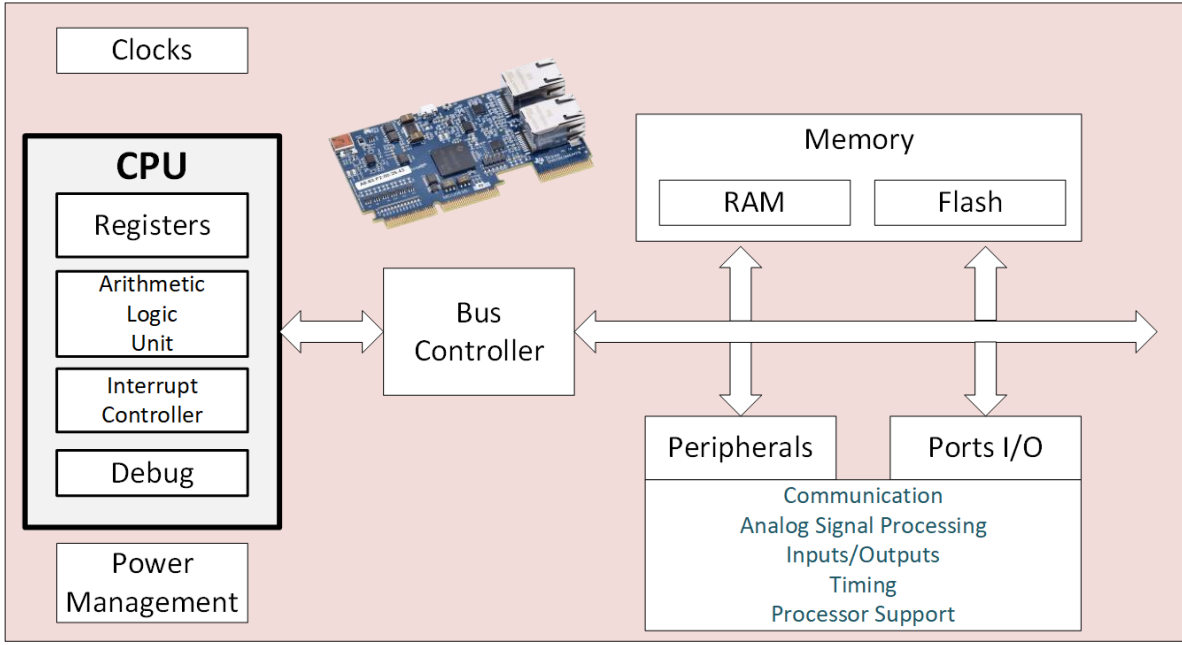 Clocks
CPU
Registers
Arithmetic
Logic
Unit
Interrupt
Controller
Debug
Power
Management
Bus
Controller
Memory
RAM
Flash
Peripherals
Ports I/O
Communication
Analog Signal Processing
Inputs/Outputs
Timing
Processor Support